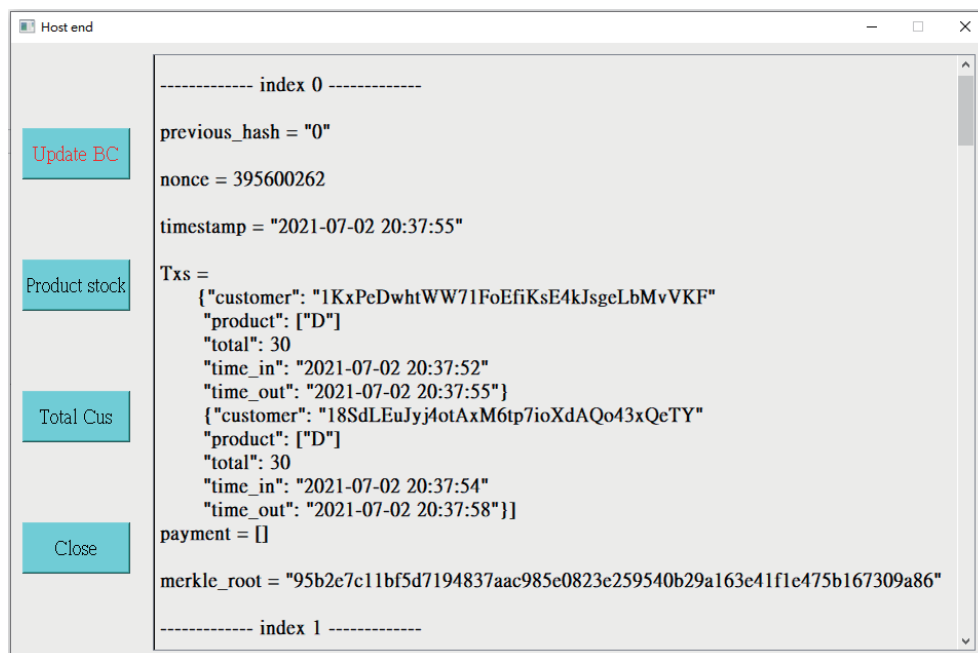 Host end
Update BC
Product stock
Total Cus
Close
------------- index 0 -------------
previous_hash = "0"
nonce = 395600262
timestamp = "2021-07-02 20:37:55"
Txs =
{"customer": "1KxPeDwhtWW71FoEfiKsE4kJsgeLbMvVKF"
"product": ["D"]
"total": 30
"time_in": "2021-07-02 20:37:52"
"time_out": "2021-07-02 20:37:55"}
{"customer": "18SdLEuJyj4otAxM6tp7ioXdAQo43xQeTY"
"product": ["D"]
"total": 30
"time_in": "2021-07-02 20:37:54"
"time_out": "2021-07-02 20:37:58"}]
payment = []
merkle_root = "95b2e7c11bf5d7194837aac985e0823e259540b29a163e41f1e475b167309a86"
------------- index 1 -------------